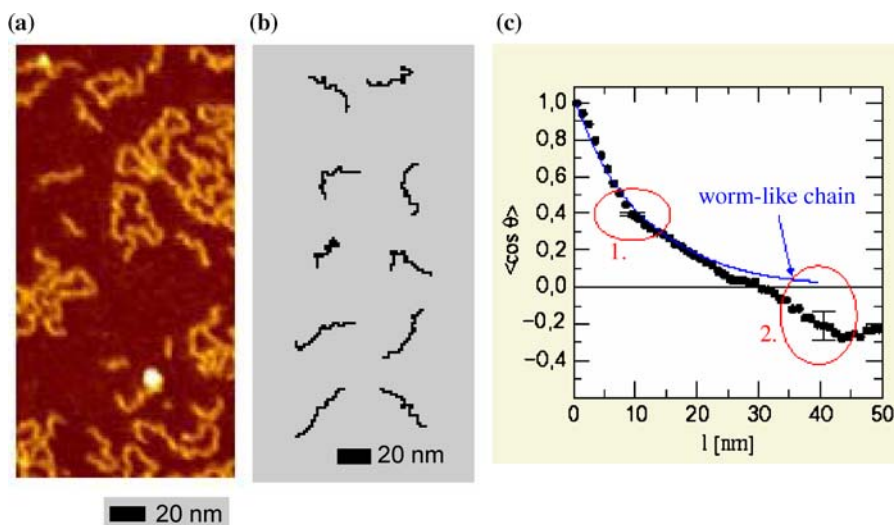 (a)
(b)
(c)
20 nm
20 nm
1,0
0,8
0,6
0,4
0,2
0,0
−0,2
−0,4
<cos θ>
worm-like chain
1.
2.
0 10 20 30 40 50
l [nm]